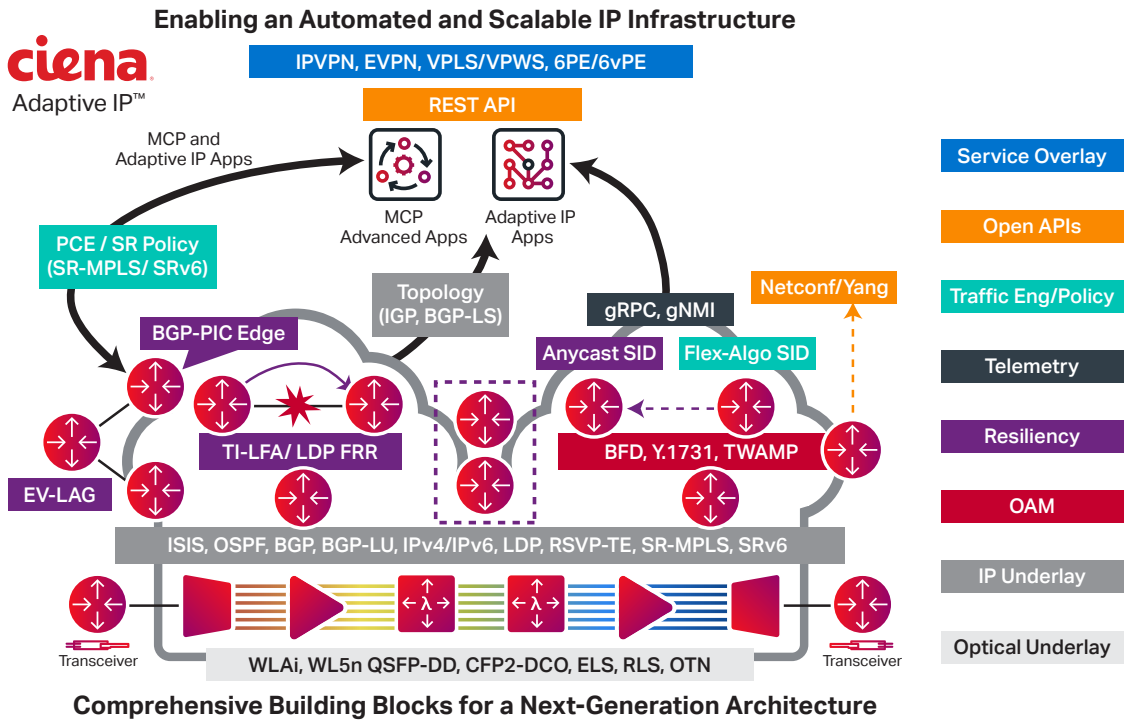 Enabling an Automated and Scalable IP Infrastructure
ciena
Adaptive IP™
IPVPN, EVPN, VPLS/VPWS, 6PE/6vPE
REST API
MCP and
Adaptive IP Apps
MCP
Advanced Apps
Adaptive IP
Apps
PCE / SR Policy
(SR-MPLS/ SRv6)
Topology
(IGP, BGP-LS)
gRPC, gNMI
Netconf/Yang
BGP-PIC Edge
Anycast SID
Flex-Algo SID
TI-LFA/ LDP FRR
BFD, Y.1731, TWAMP
EV-LAG
ISIS, OSPF, BGP, BGP-LU, IPv4/IPv6, LDP, RSVP-TE, SR-MPLS, SRv6
λ
λ
Transceiver
Transceiver
WLAi, WL5n QSFP-DD, CFP2-DCO, ELS, RLS, OTN
Service Overlay
Open APIs
Traffic Eng/Policy
Telemetry
Resiliency
OAM
IP Underlay
Optical Underlay
Comprehensive Building Blocks for a Next-Generation Architecture